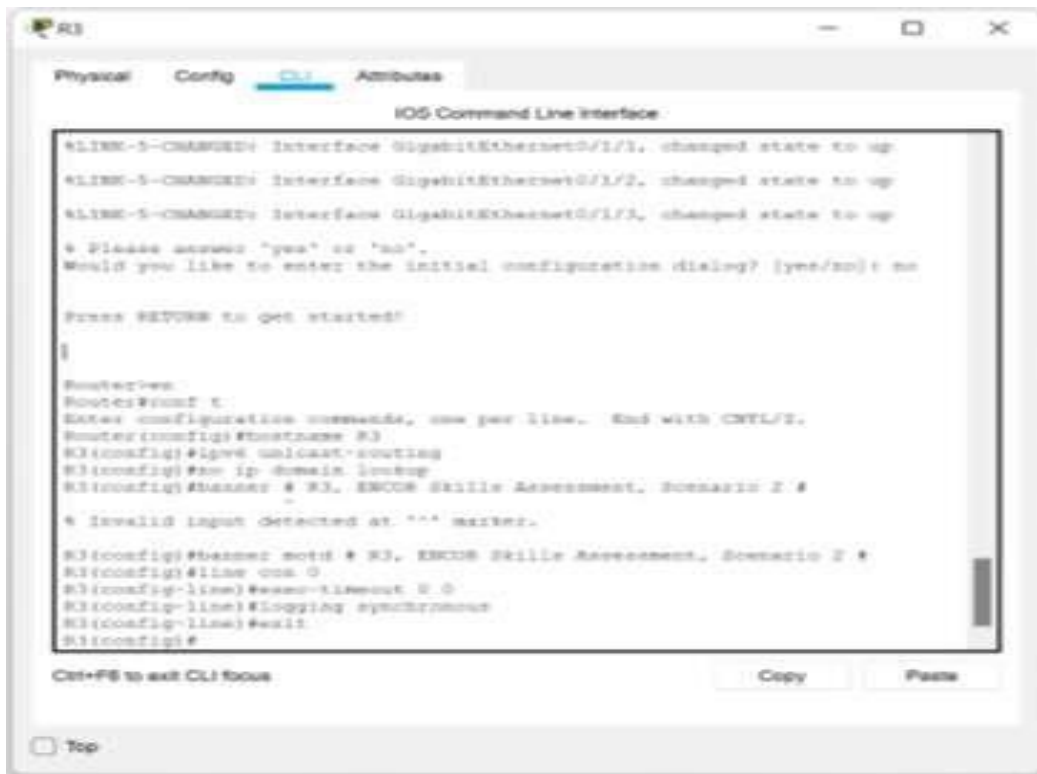 R3
Physical Config CLI Attributes
IOS Command Line Interface
%LINK-5-CHANGED: Interface GigabitEthernet0/1/1, changed state to up
%LINK-5-CHANGED: Interface GigabitEthernet0/1/2, changed state to up
%LINK-5-CHANGED: Interface GigabitEthernet0/1/3, changed state to up
% Please answer 'yes' or 'no'.
Would you like to enter the initial configuration dialog? [yes/no]: no
Press RETURN to get started!
Router>en
Router#conf t
Enter configuration commands, one per line. End with CNTL/Z.
Router(config)#hostname R3
R3(config)#ipv6 unicast-routing
R3(config)#no ip domain lookup
R3(config)#banner # R3, ENCOR Skills Assessment, Scenario 2 #
^
% Invalid input detected at '^' marker.
R3(config)#banner motd # R3, ENCOR Skills Assessment, Scenario 2 #
R3(config)#line con 0
R3(config-line)#exec-timeout 0 0
R3(config-line)#logging synchronous
R3(config-line)#exit
R3(config)#
Ctrl+F6 to exit CLI focus
Copy
Paste
Top